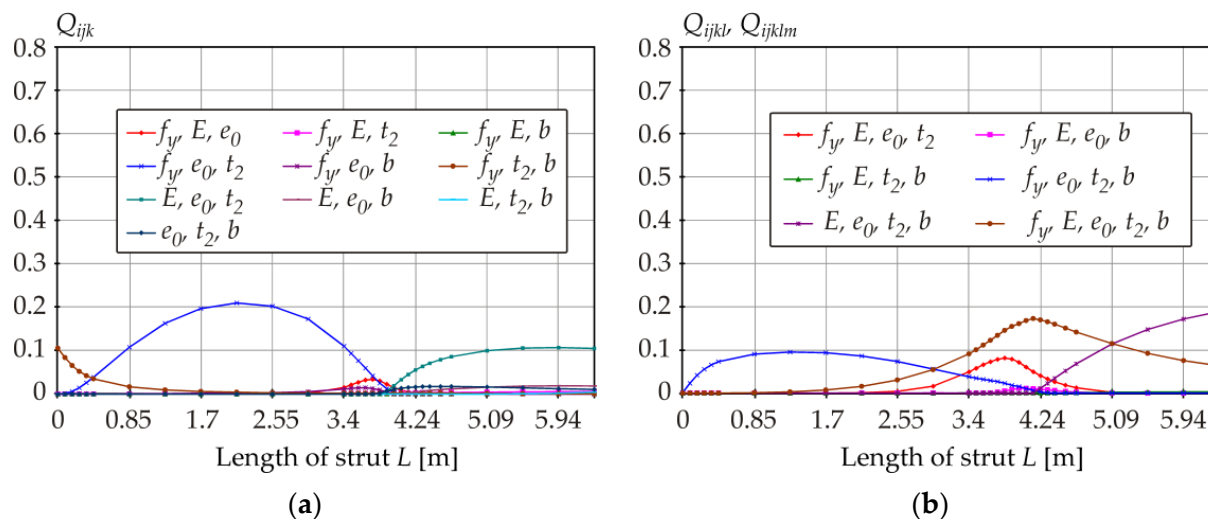 Q_ijk
0.8
0.7
0.6
0.5
0.4
0.3
0.2
0.1
0
f_y, E, e_0
f_y, E, t_2
f_y, E, b
f_y, e_0, t_2
f_y, e_0, b
f_y, t_2, b
E, e_0, t_2
E, e_0, b
E, t_2, b
e_0, t_2, b
0 0.85 1.7 2.55 3.4 4.24 5.09 5.94
Length of strut L [m]
(a)
Q_ijkl, Q_ijklm
0.8
0.7
0.6
0.5
0.4
0.3
0.2
0.1
0
f_y, E, e_0, t_2
f_y, E, e_0, b
f_y, E, t_2, b
f_y, e_0, t_2, b
E, e_0, t_2, b
f_y, E, e_0, t_2, b
0 0.85 1.7 2.55 3.4 4.24 5.09 5.94
Length of strut L [m]
(b)